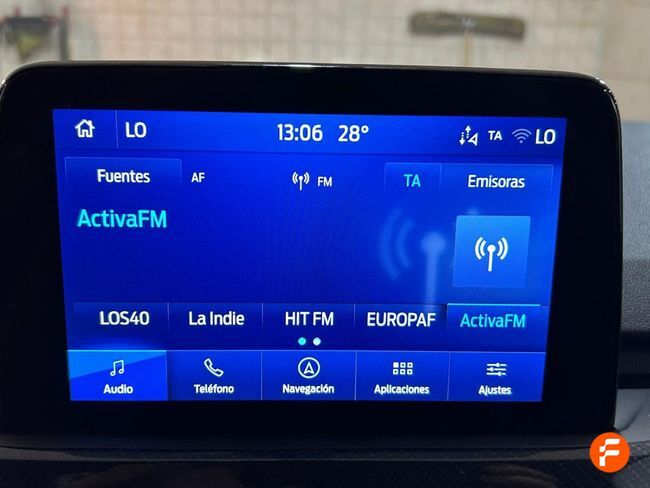 LO 13:06 28° TA LO
Fuentes AF FM TA Emisoras
ActivaFM
LOS40 La Indie HIT FM EUROPAF ActivaFM
Audio Teléfono Navegación Aplicaciones Ajustes